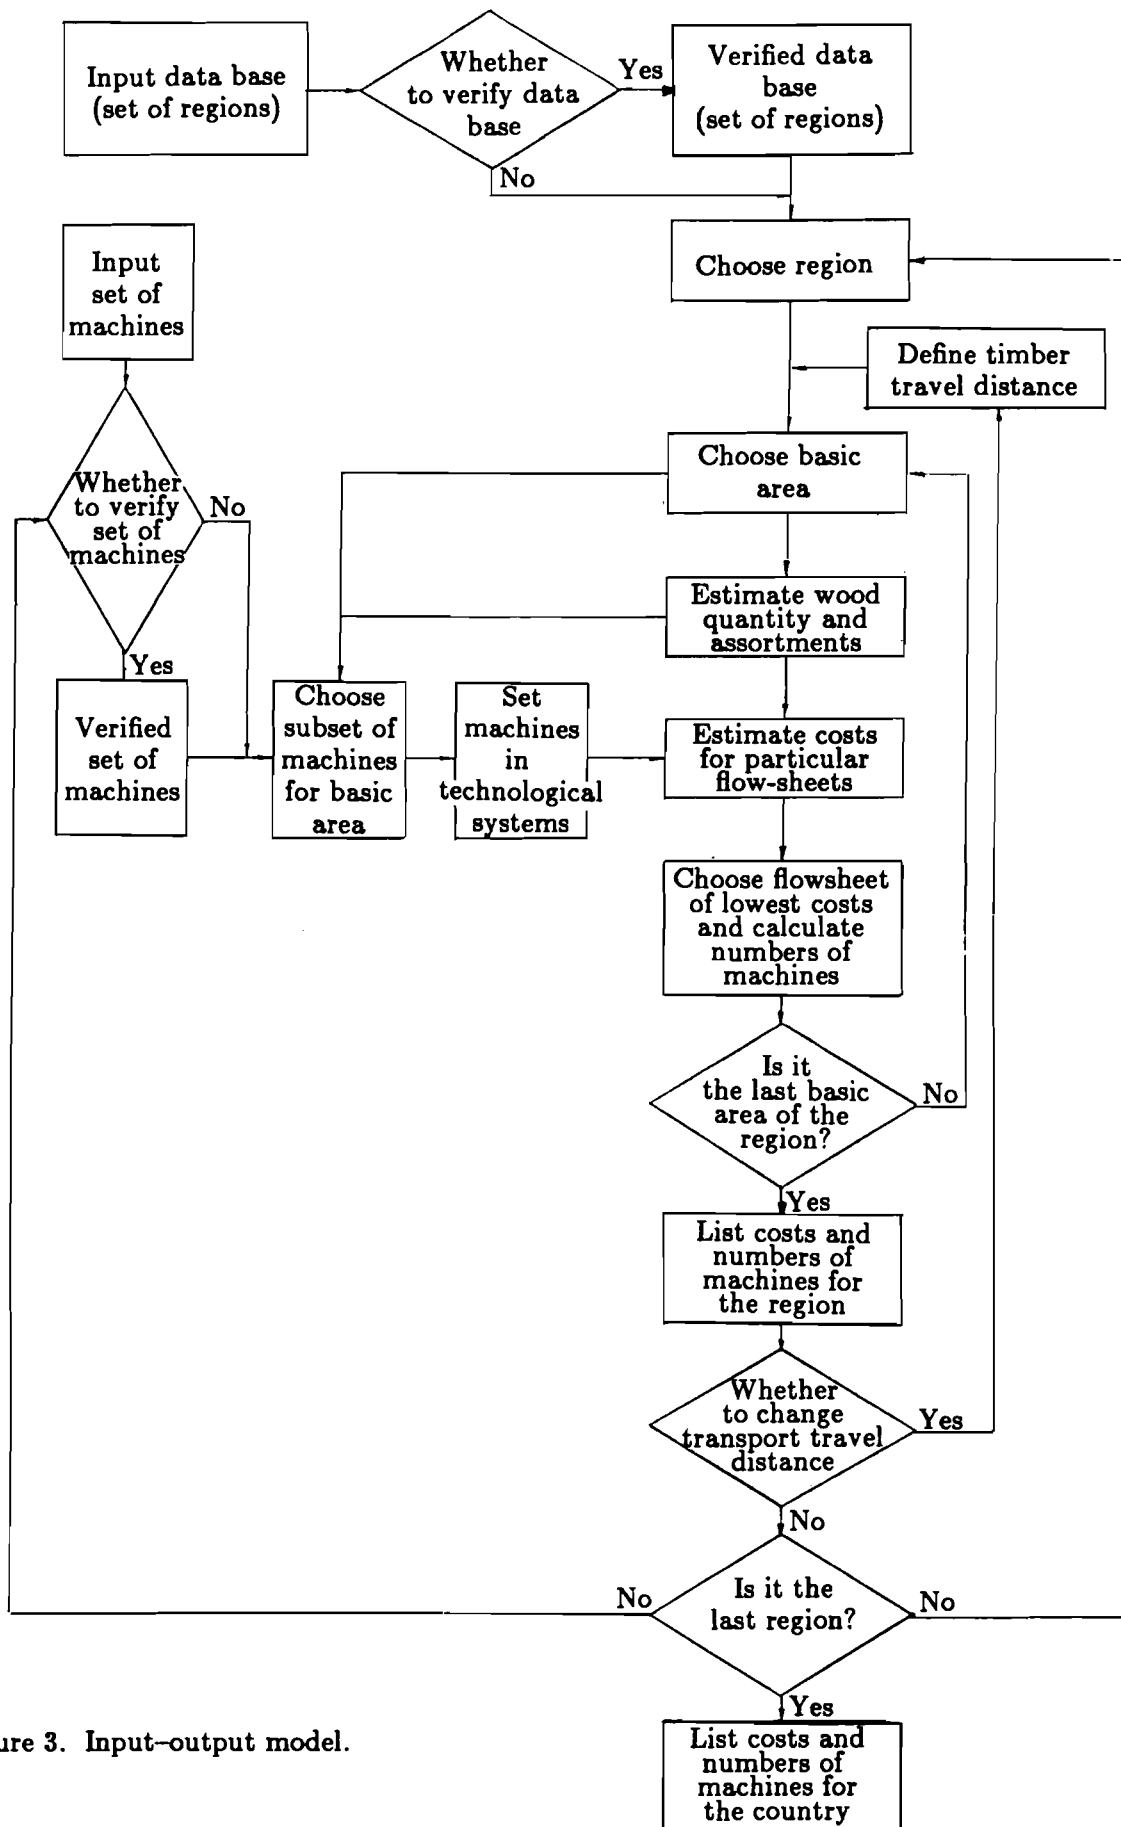 Input data base
(set of regions)
Whether
to verify data
base
Yes
No
Verified data
base
(set of regions)
Choose region
Input
set of
machines
Define timber
travel distance
Choose basic
area
Whether
to verify
set of
machines
No
Yes
Estimate wood
quantity and
assortments
Verified
set of
machines
Choose
subset of
machines
for basic
area
Set
machines
in
technological
systems
Estimate costs
for particular
flow-sheets
Choose flowsheet
of lowest costs
and calculate
numbers of
machines
Is it
the last basic
area of the
region?
No
Yes
List costs and
numbers of
machines for
the region
Whether
to change
transport travel
distance
Yes
No
Is it the
last region?
No
No
Yes
List costs and
numbers of
machines for
the country
ure 3. Input–output model.